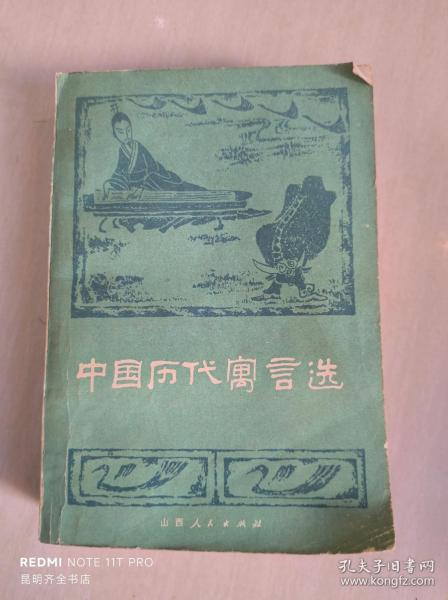 中国历代寓言选
山西人民出版社
REDMI NOTE 11T PRO
昆明齐全书店
孔夫子旧书网
www.kongfz.com